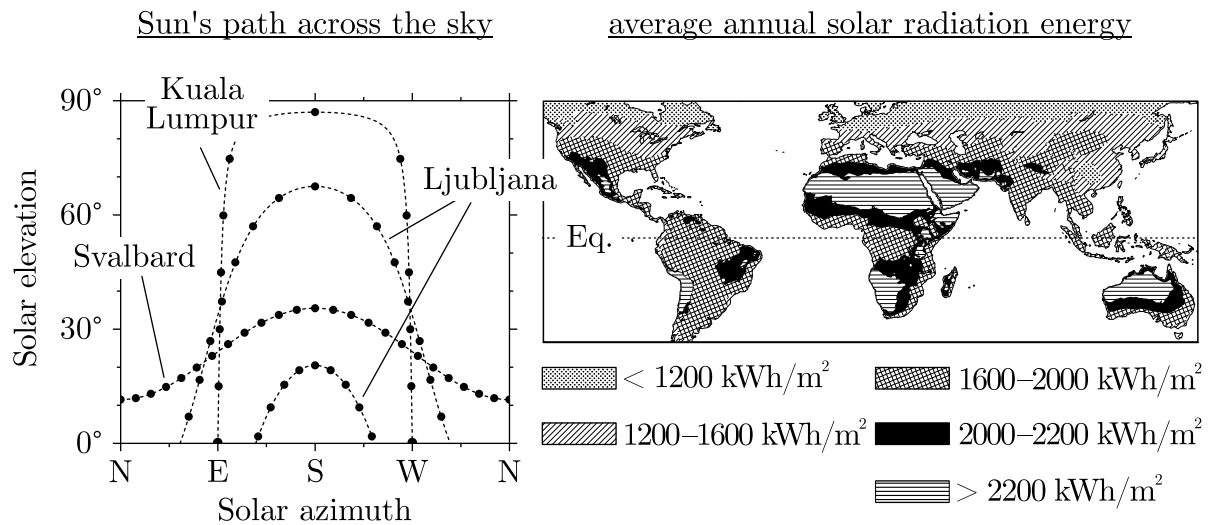 Sun's path across the sky
average annual solar radiation energy
Kuala
Lumpur
Ljubljana
Svalbard
Solar elevation
90°
60°
30°
0°
N E S W N
Solar azimuth
Eq.
< 1200 kWh/m²
1600–2000 kWh/m²
1200–1600 kWh/m²
2000–2200 kWh/m²
> 2200 kWh/m²